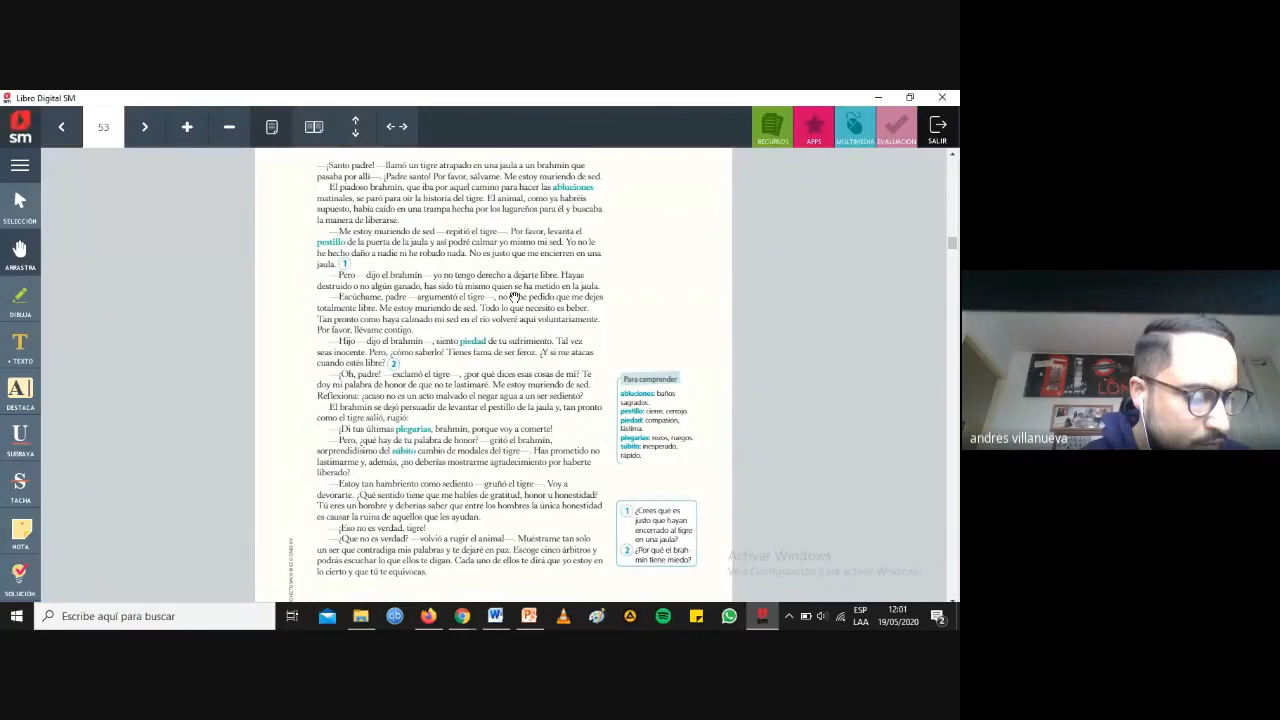 Libro Digital SM
sm
53
RECURSOS
APPS
MULTIMEDIA
EVALUACIÓN
SALIR
SELECCIÓN
ARRASTRA
DIBUJA
+ TEXTO
DESTACA
SUBRAYA
TACHA
NOTA
SOLUCIÓN
—¡Santo padre! —llamó un tigre atrapado en una jaula a un brahmín que
pasaba por allí—. ¡Padre santo! Por favor, sálvame. Me estoy muriendo de sed.
El piadoso brahmín, que iba por aquel camino para hacer las abluciones
matinales, se paró para oír la historia del tigre. El animal, como ya habréis
supuesto, había caído en una trampa hecha por los lugareños para él y buscaba
la manera de liberarse.
—Me estoy muriendo de sed —repitió el tigre—. Por favor, levanta el
pestillo de la puerta de la jaula y así podré calmar yo mismo mi sed. Yo no le
he hecho daño a nadie ni he robado nada. No es justo que me encierren en una
jaula. 1
—Pero —dijo el brahmín— yo no tengo derecho a dejarte libre. Hayas
destruido o no algún ganado, has sido tú mismo quien se ha metido en la jaula.
—Escúchame, padre —argumentó el tigre—, no he pedido que me dejes
totalmente libre. Me estoy muriendo de sed. Todo lo que necesito es beber.
Tan pronto como haya calmado mi sed en el río volveré aquí voluntariamente.
Por favor, llévame contigo.
—Hijo —dijo el brahmín—, siento piedad de tu sufrimiento. Tal vez
seas inocente. Pero, ¿cómo saberlo? Tienes fama de ser feroz. ¿Y si me atacas
cuando estés libre? 2
—¡Oh, padre! —exclamó el tigre—, ¿por qué dices esas cosas de mí? Te
doy mi palabra de honor de que no te lastimaré. Me estoy muriendo de sed.
Reflexiona: ¿acaso no es un acto malvado el negar agua a un ser sediento?
El brahmín se dejó persuadir de levantar el pestillo de la jaula y, tan pronto
como el tigre salió, rugió:
—¡Di tus últimas plegarias, brahmín, porque voy a comerte!
—Pero, ¿qué hay de tu palabra de honor? —gritó el brahmín,
sorprendidísimo del súbito cambio de modales del tigre—. Has prometido no
lastimarme y, además, ¿no deberías mostrarme agradecimiento por haberte
liberado?
—Estoy tan hambriento como sediento —gruñó el tigre—. Voy a
devorarte. ¿Qué sentido tiene que me hables de gratitud, honor u honestidad?
Tú eres un hombre y deberías saber que entre los hombres la única honestidad
es causar la ruina de aquellos que les ayudan.
—¡Eso no es verdad, tigre!
—¿Que no es verdad? —volvió a rugir el animal—. Muéstrame tan solo
un ser que contradiga mis palabras y te dejaré en paz. Escoge cinco árbitros y
podrás escuchar lo que ellos te digan. Cada uno de ellos te dirá que yo estoy en
lo cierto y que tú te equivocas.
Para comprender
abluciones: baños
sagrados.
pestillo: cierre, cerrojo.
piedad: compasión,
lástima.
plegarias: rezos, ruegos.
súbito: inesperado,
rápido.
1 ¿Crees que es
justo que hayan
encerrado al tigre
en una jaula?
2 ¿Por qué el brah-
mín tiene miedo?
Activar Windows
Ve a Configuración para activar Windows.
andres villanueva
Escribe aquí para buscar
ESP
LAA
12:01
19/05/2020
2